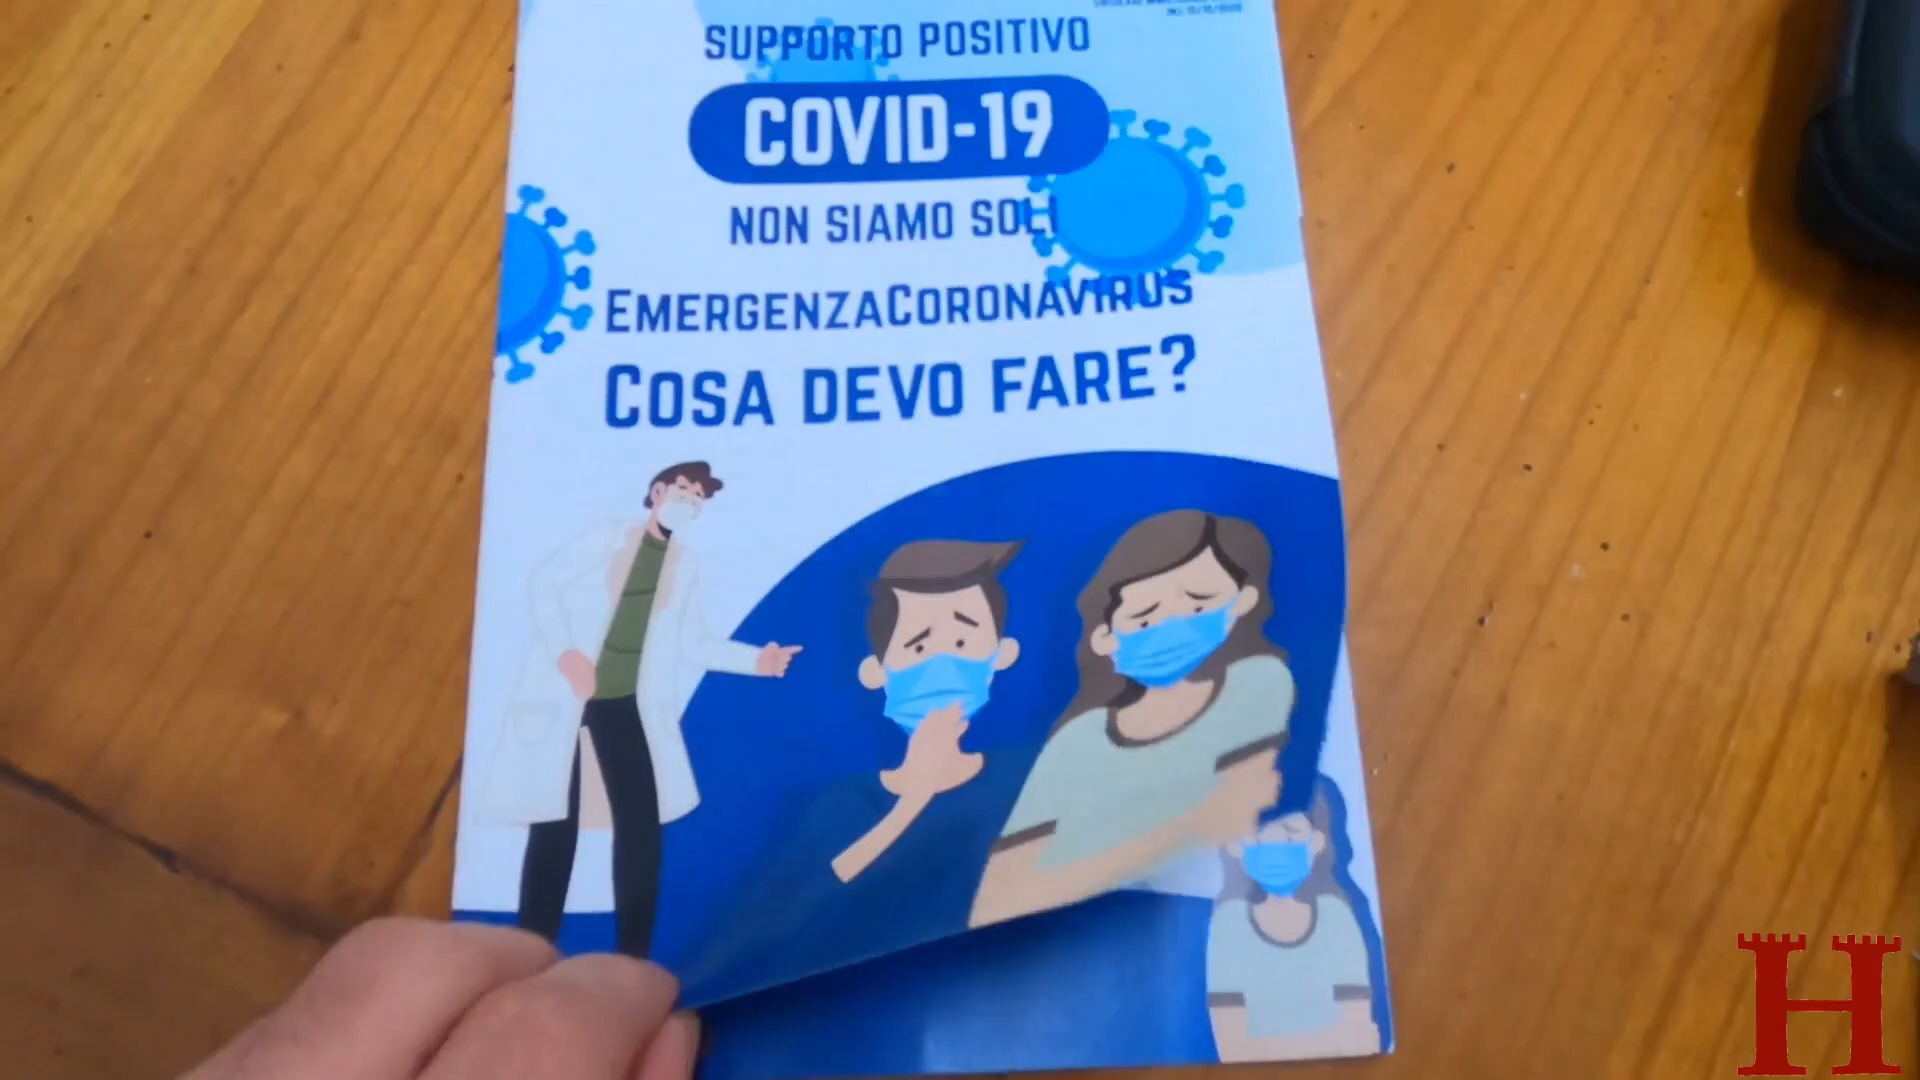 SUPPORTO POSITIVO
COVID-19
NON SIAMO SOLI
EMERGENZACORONAVIRUS
COSA DEVO FARE?
H